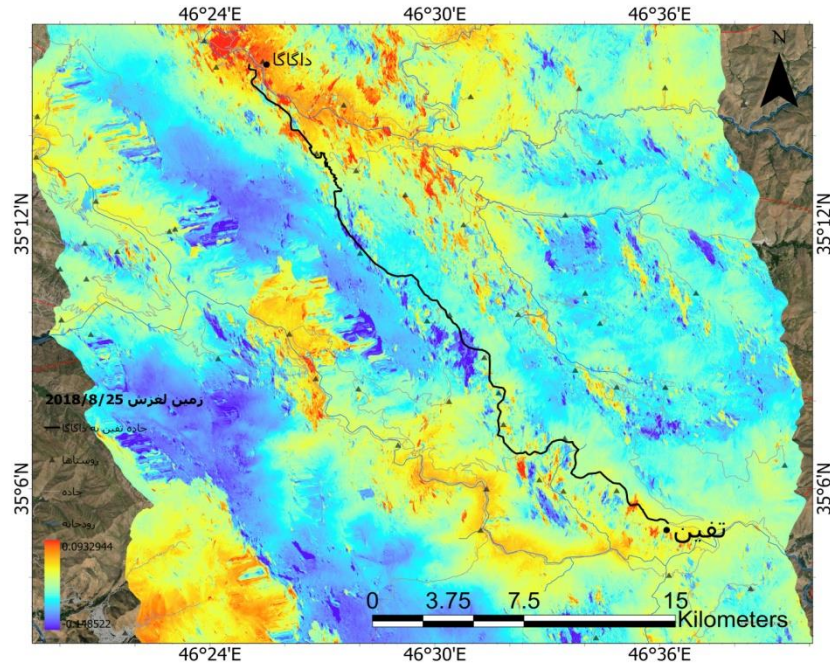 46°24'E 46°30'E 46°36'E
N
داگاگا
35°12'N 35°12'N
زمین لغزش 2018/8/25
جاده تفین به داگاگا
روستاها
جاده
رودخانه
35°6'N 35°6'N
تفین
0.0932944
-0.148522
0 3.75 7.5 15
Kilometers
46°24'E 46°30'E 46°36'E